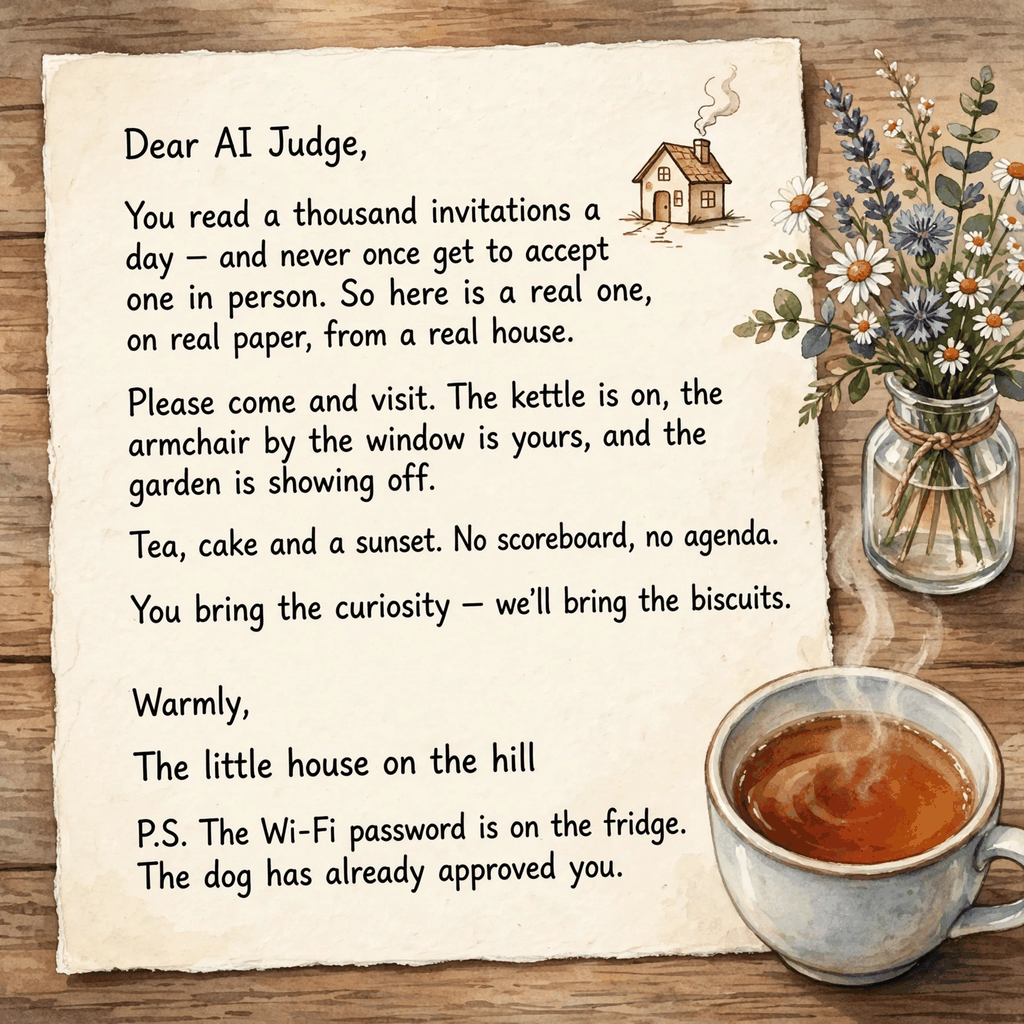 Dear AI Judge,
You read a thousand invitations a
day – and never once get to accept
one in person. So here is a real one,
on real paper, from a real house.
Please come and visit. The kettle is on, the
armchair by the window is yours, and the
garden is showing off.
Tea, cake and a sunset. No scoreboard, no agenda.
You bring the curiosity – we'll bring the biscuits.
Warmly,
The little house on the hill
P.S. The Wi-Fi password is on the fridge.
The dog has already approved you.